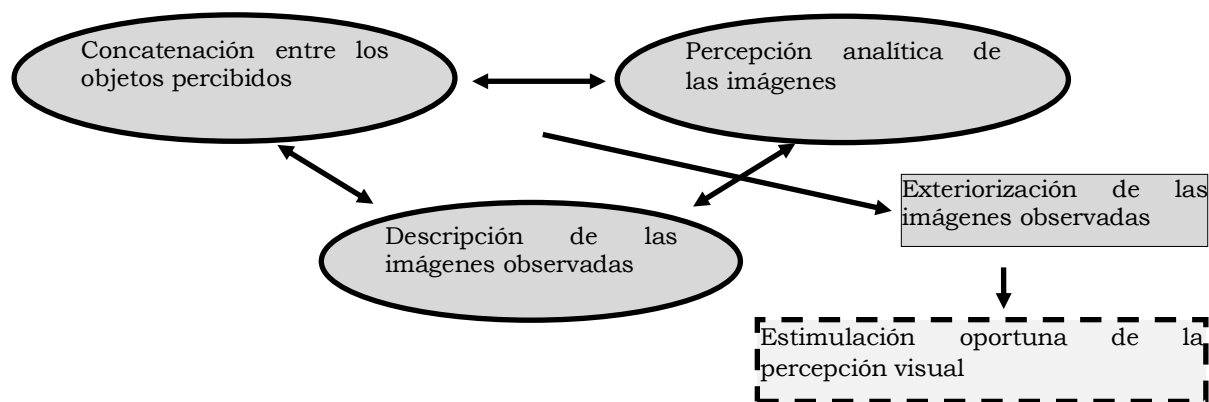 Concatenación entre los
objetos percibidos
Percepción analítica de
las imágenes
Descripción de las
imágenes observadas
Exteriorización de las
imágenes observadas
Estimulación oportuna de la
percepción visual